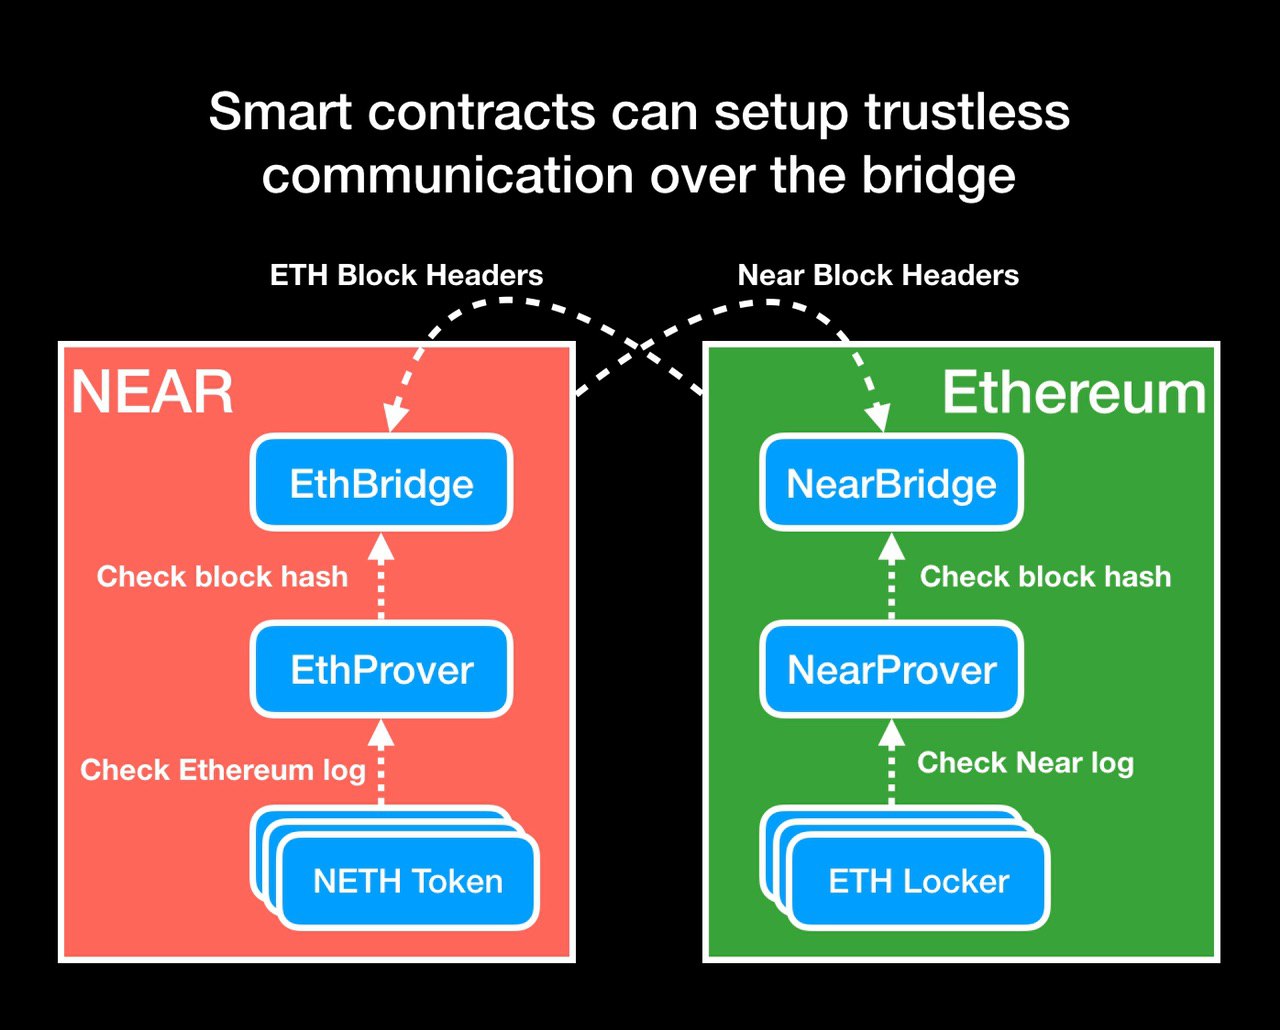 Smart contracts can setup trustless
communication over the bridge
ETH Block Headers
Near Block Headers
NEAR
Ethereum
EthBridge
NearBridge
Check block hash
Check block hash
EthProver
NearProver
Check Ethereum log
Check Near log
NETH Token
ETH Locker